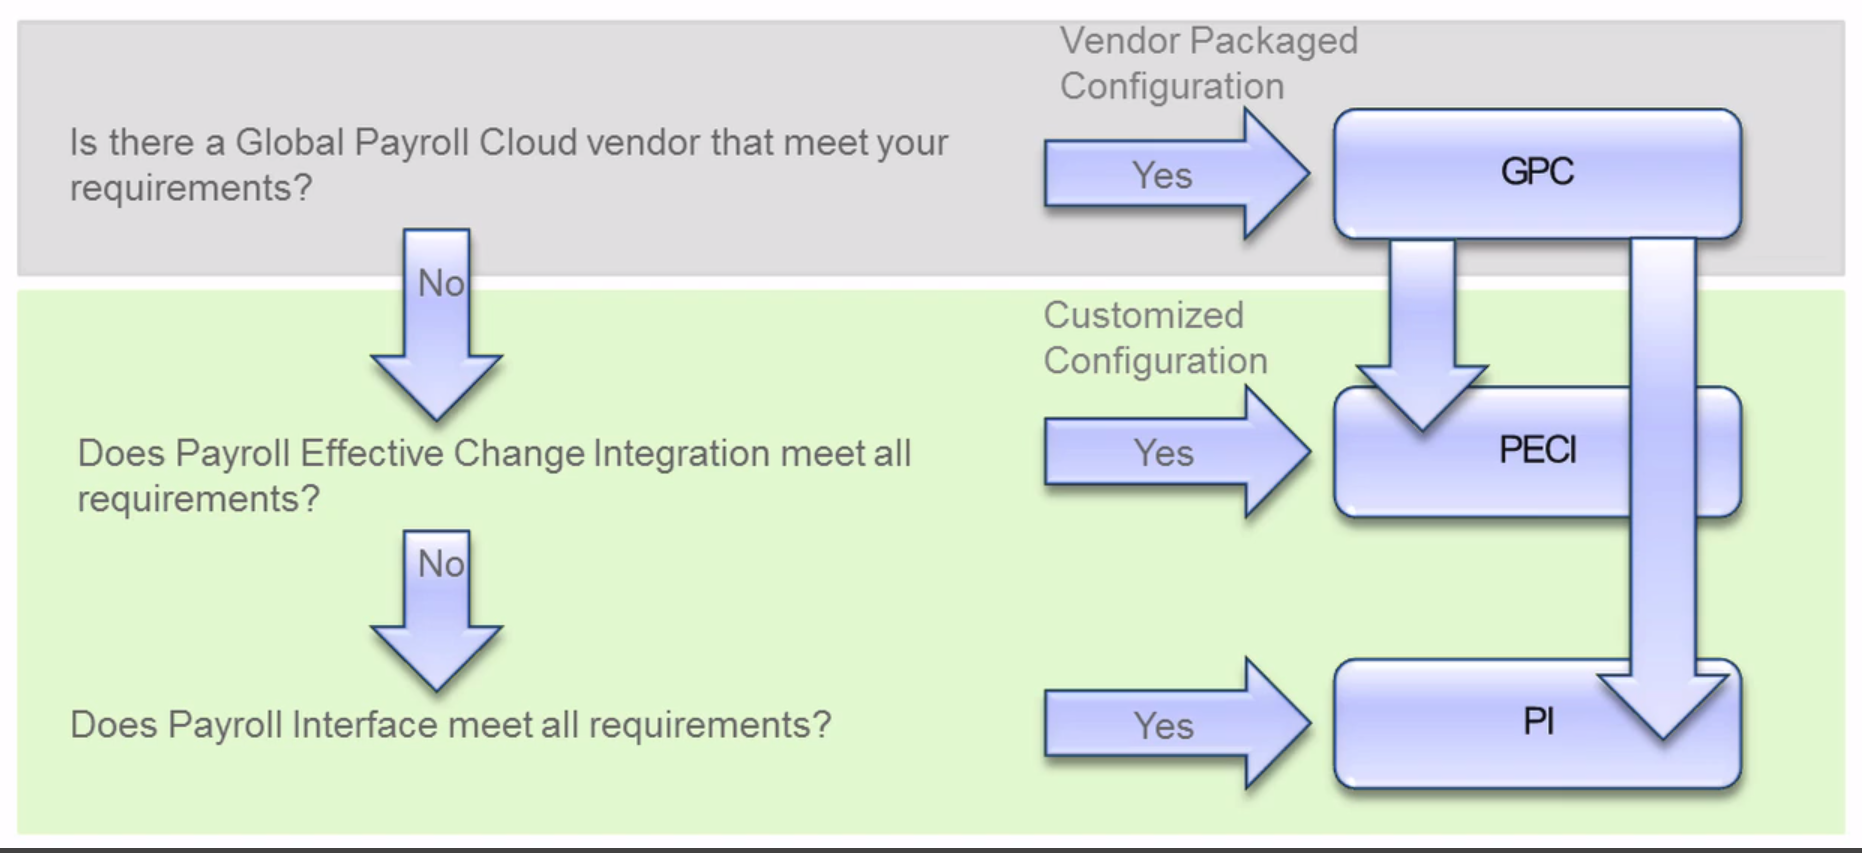 Vendor Packaged
Configuration
Is there a Global Payroll Cloud vendor that meet your
requirements?
Yes
GPC
No
Customized
Configuration
Does Payroll Effective Change Integration meet all
requirements?
Yes
PECI
No
Does Payroll Interface meet all requirements?
Yes
PI